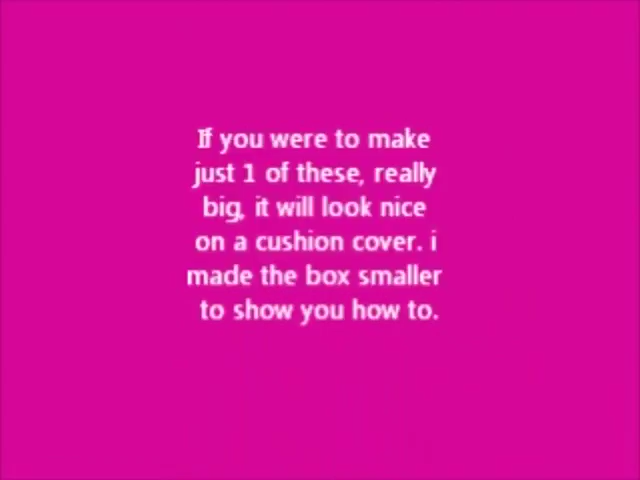 If you were to make
just 1 of these, really
big, it will look nice
on a cushion cover. i
made the box smaller
to show you how to.